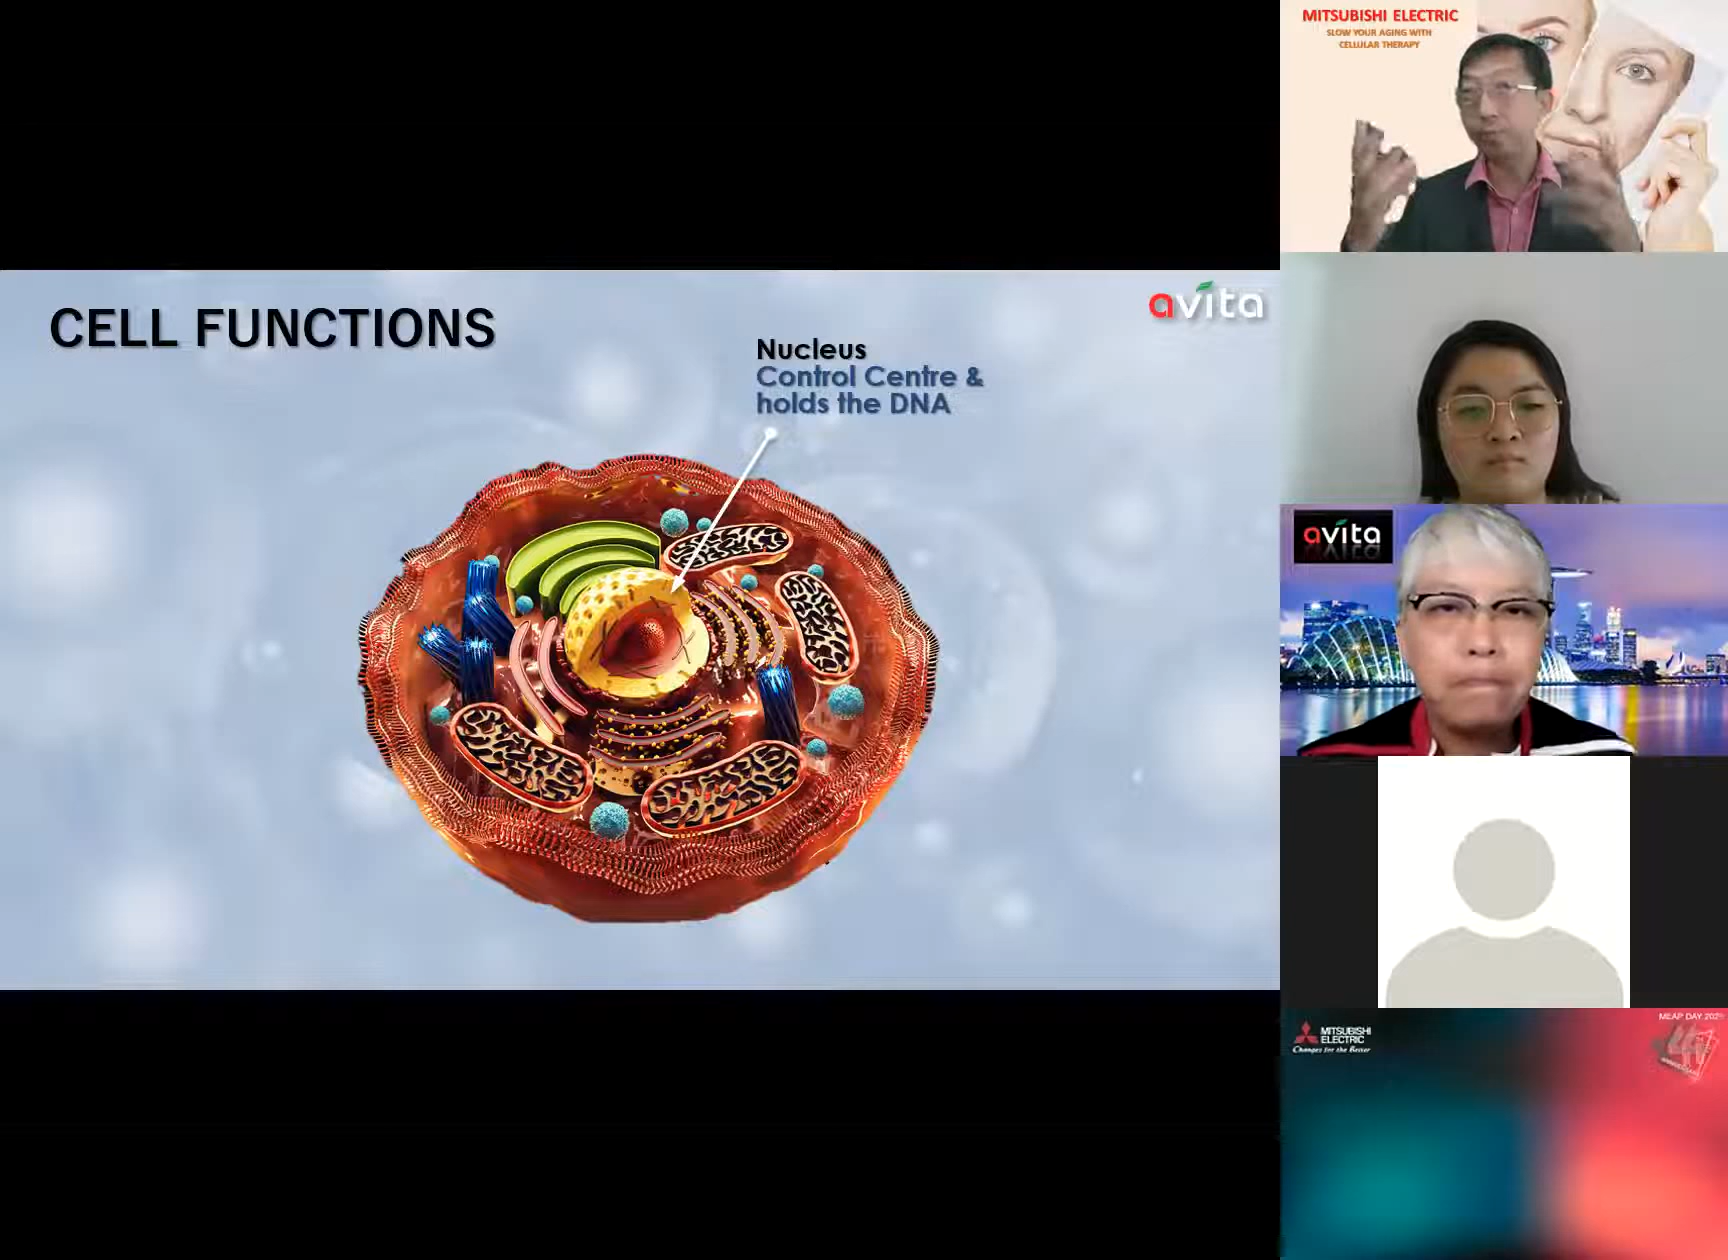 CELL FUNCTIONS
avita
Nucleus
Control Centre &
holds the DNA
MITSUBISHI ELECTRIC
SLOW YOUR AGING WITH
CELLULAR THERAPY
avita
MITSUBISHI
ELECTRIC
Changes for the Better
MEAP DAY